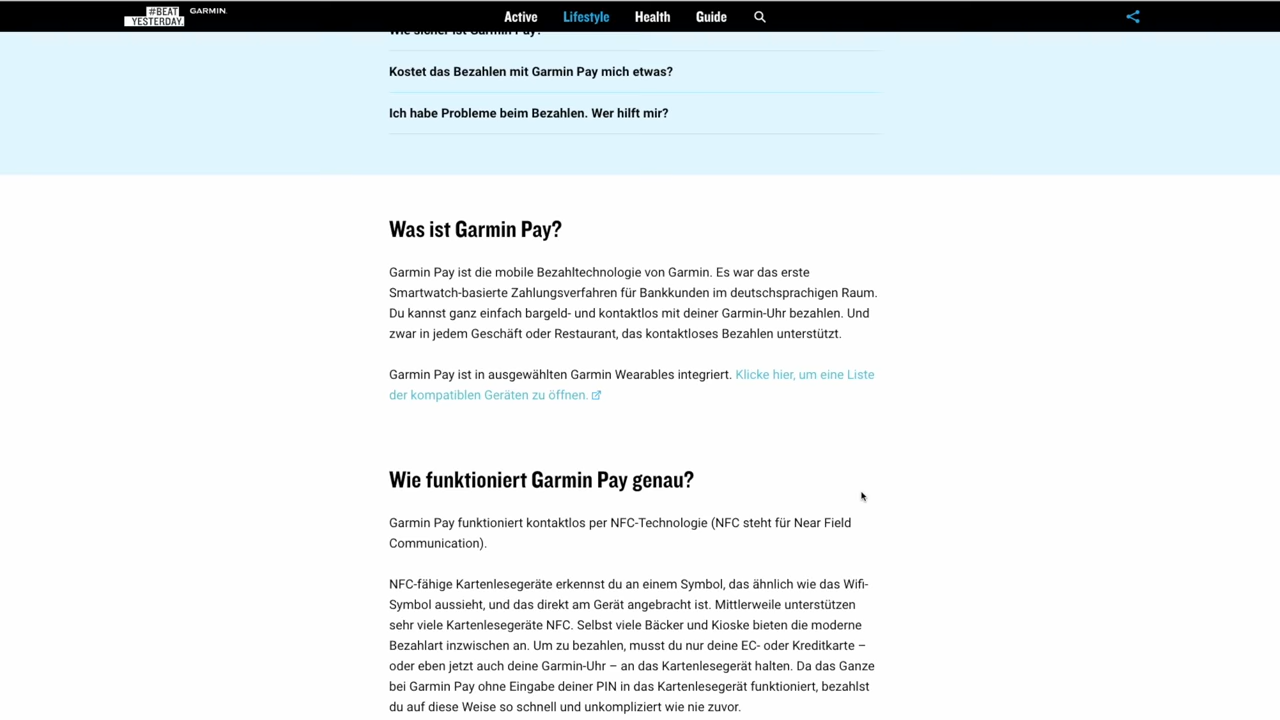 #BEAT
YESTERDAY.
GARMIN.
Active Lifestyle Health Guide
Wie sicher ist Garmin Pay?
Kostet das Bezahlen mit Garmin Pay mich etwas?
Ich habe Probleme beim Bezahlen. Wer hilft mir?
Was ist Garmin Pay?
Garmin Pay ist die mobile Bezahltechnologie von Garmin. Es war das erste
Smartwatch-basierte Zahlungsverfahren für Bankkunden im deutschsprachigen Raum.
Du kannst ganz einfach bargeld- und kontaktlos mit deiner Garmin-Uhr bezahlen. Und
zwar in jedem Geschäft oder Restaurant, das kontaktloses Bezahlen unterstützt.
Garmin Pay ist in ausgewählten Garmin Wearables integriert. Klicke hier, um eine Liste
der kompatiblen Geräten zu öffnen.
Wie funktioniert Garmin Pay genau?
Garmin Pay funktioniert kontaktlos per NFC-Technologie (NFC steht für Near Field
Communication).
NFC-fähige Kartenlesegeräte erkennst du an einem Symbol, das ähnlich wie das Wifi-
Symbol aussieht, und das direkt am Gerät angebracht ist. Mittlerweile unterstützen
sehr viele Kartenlesegeräte NFC. Selbst viele Bäcker und Kioske bieten die moderne
Bezahlart inzwischen an. Um zu bezahlen, musst du nur deine EC- oder Kreditkarte –
oder eben jetzt auch deine Garmin-Uhr – an das Kartenlesegerät halten. Da das Ganze
bei Garmin Pay ohne Eingabe deiner PIN in das Kartenlesegerät funktioniert, bezahlst
du auf diese Weise so schnell und unkompliziert wie nie zuvor.